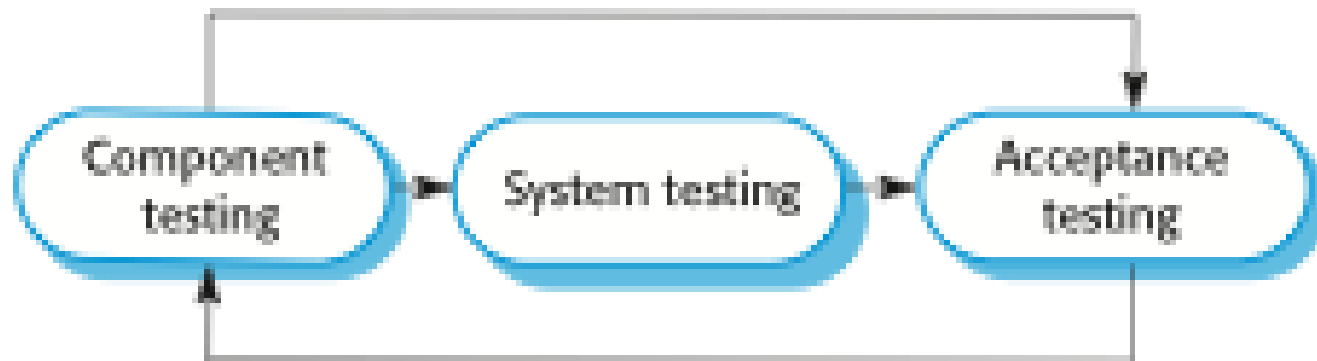 Component
testing
System testing
Acceptance
testing